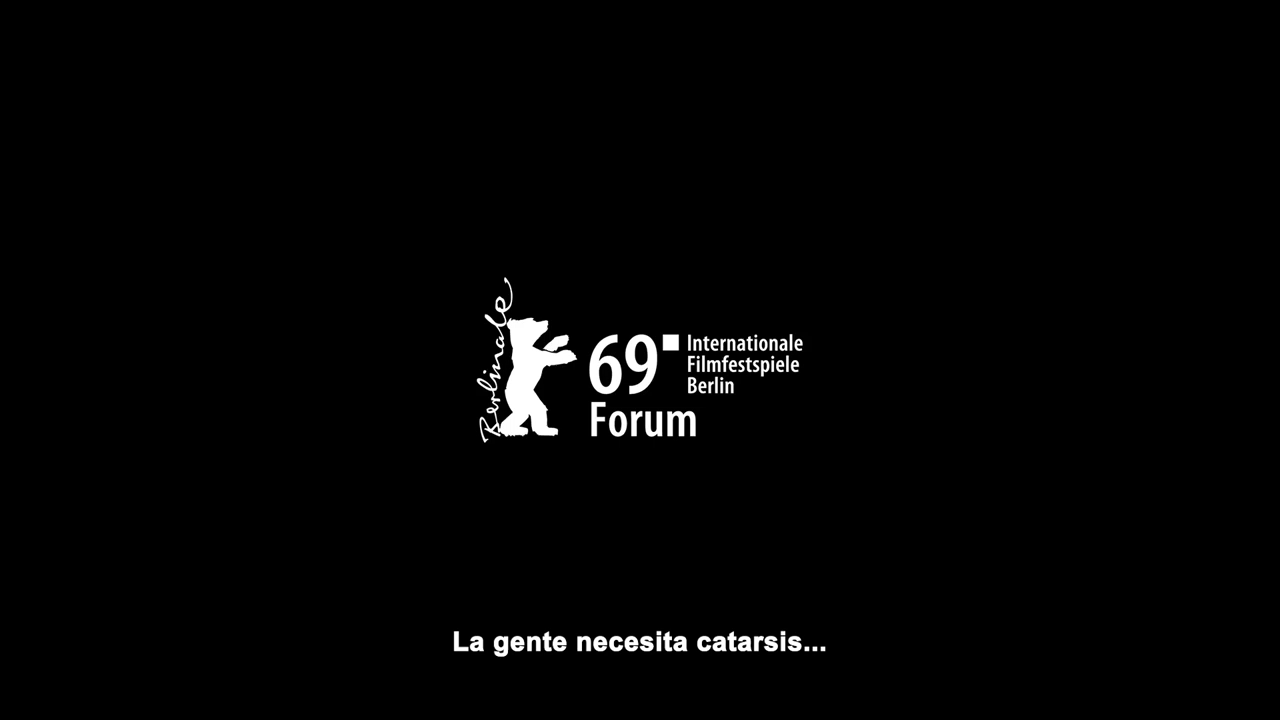 Berlinale
69
Internationale
Filmfestspiele
Berlin
Forum
La gente necesita catarsis...